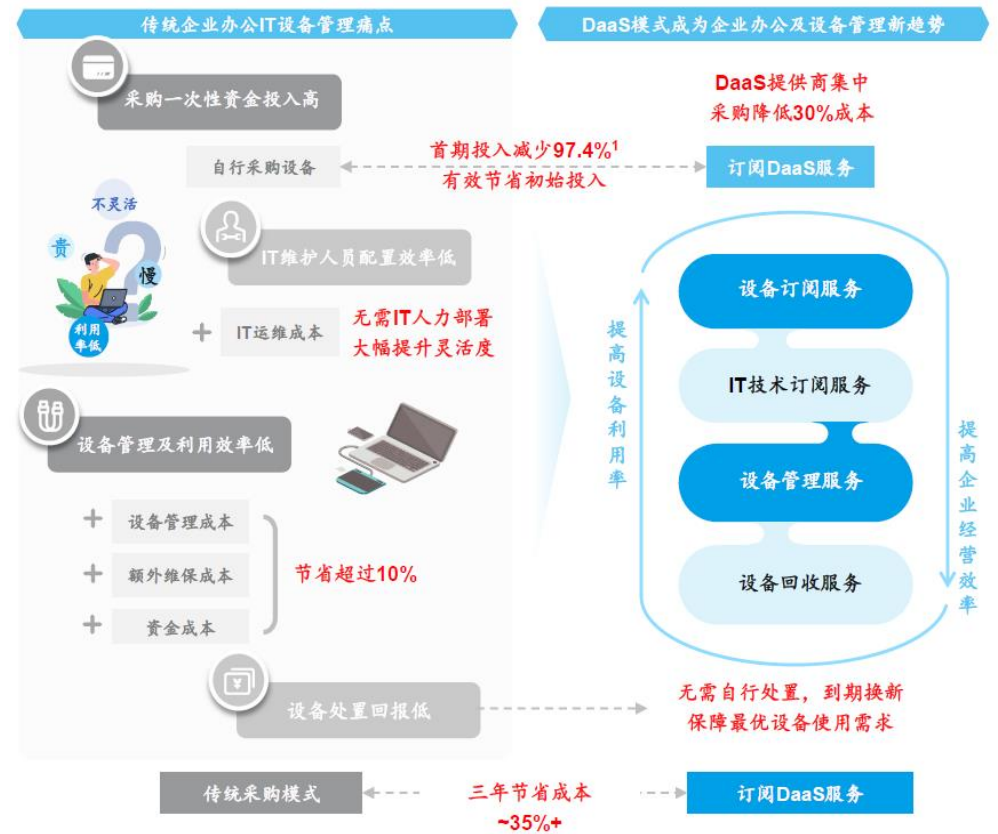 传统企业办公IT设备管理痛点
DaaS模式成为企业办公及设备管理新趋势
采购一次性资金投入高
DaaS提供商集中
采购降低30%成本
自行采购设备
首期投入减少97.4%¹
有效节省初始投入
订阅DaaS服务
不灵活
贵
慢
利用
率低
IT维护人员配置效率低
+
IT运维成本
无需IT人力部署
大幅提升灵活度
设备管理及利用效率低
+
设备管理成本
+
额外维保成本
+
资金成本
节省超过10%
设备处置回报低
提高设备利用率
设备订阅服务
IT技术订阅服务
设备管理服务
设备回收服务
提高企业经营效率
无需自行处置，到期换新
保障最优设备使用需求
传统采购模式
三年节省成本
~35%+
订阅DaaS服务